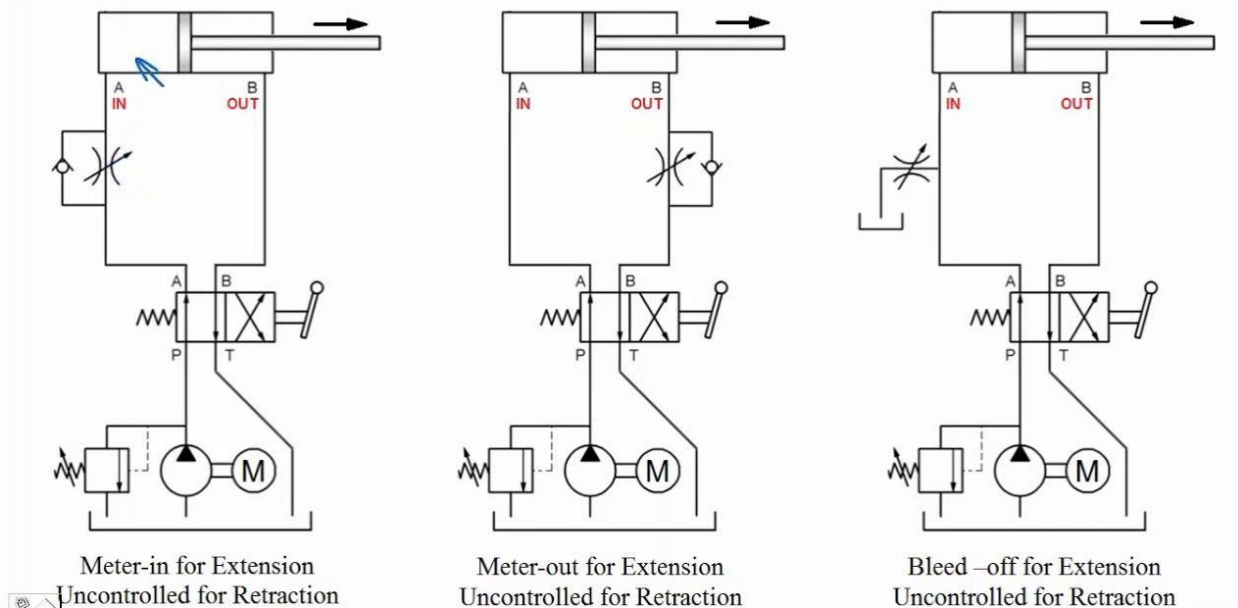 A B
IN OUT
A B
P T
M
Meter-in for Extension
Uncontrolled for Retraction
A B
IN OUT
A B
P T
M
Meter-out for Extension
Uncontrolled for Retraction
A B
IN OUT
A B
P T
M
Bleed –off for Extension
Uncontrolled for Retraction